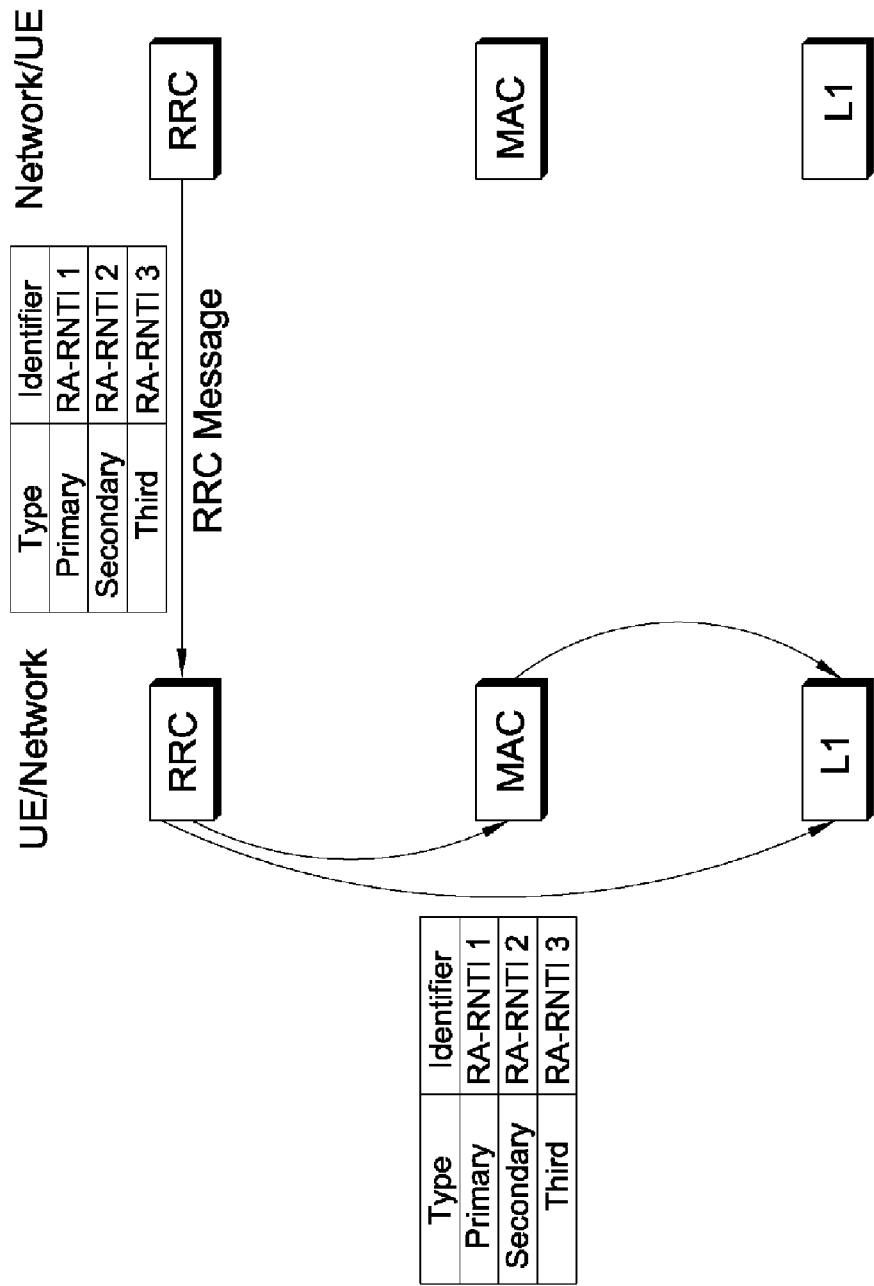 UE/Network
Network/UE
Type Identifier
Primary RA-RNTI 1
Secondary RA-RNTI 2
Third RA-RNTI 3
RRC
RRC
RRC Message
Type Identifier
Primary RA-RNTI 1
Secondary RA-RNTI 2
Third RA-RNTI 3
MAC
MAC
L1
L1